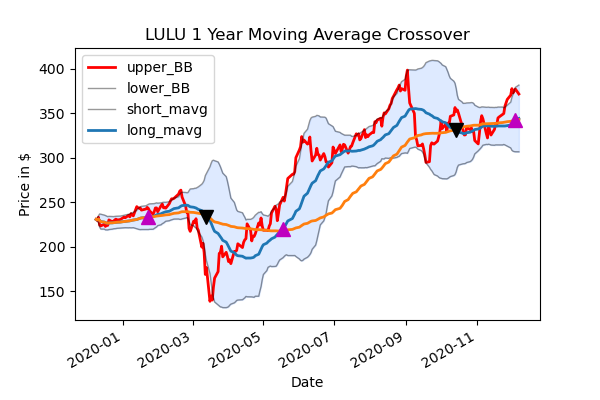 LULU 1 Year Moving Average Crossover
upper_BB
lower_BB
short_mavg
long_mavg
400
350
300
250
200
150
Price in $
2020-01
2020-03
2020-05
2020-07
2020-09
2020-11
Date